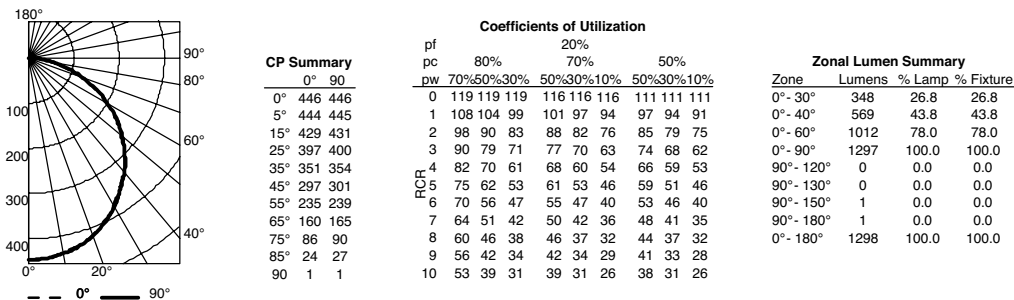 180°
90°
80°
100
60°
200
300
40°
400
0° 20°
0° 90°
CP Summary
0° 90
0° 446 446
5° 444 445
15° 429 431
25° 397 400
35° 351 354
45° 297 301
55° 235 239
65° 160 165
75° 86 90
85° 24 27
90 1 1
Coefficients of Utilization
pf 20%
pc 80% 70% 50%
pw 70%50%30% 50%30%10% 50%30%10%
RCR
0 119 119 119 116 116 116 111 111 111
1 108 104 99 101 97 94 97 94 91
2 98 90 83 88 82 76 85 79 75
3 90 79 71 77 70 63 74 68 62
4 82 70 61 68 60 54 66 59 53
5 75 62 53 61 53 46 59 51 46
6 70 56 47 55 47 40 53 46 40
7 64 51 42 50 42 36 48 41 35
8 60 46 38 46 37 32 44 37 32
9 56 42 34 42 34 29 41 33 28
10 53 39 31 39 31 26 38 31 26
Zonal Lumen Summary
Zone Lumens % Lamp % Fixture
0°- 30° 348 26.8 26.8
0°- 40° 569 43.8 43.8
0°- 60° 1012 78.0 78.0
0°- 90° 1297 100.0 100.0
90°- 120° 0 0.0 0.0
90°- 130° 0 0.0 0.0
90°- 150° 1 0.0 0.0
90°- 180° 1 0.0 0.0
0°- 180° 1298 100.0 100.0